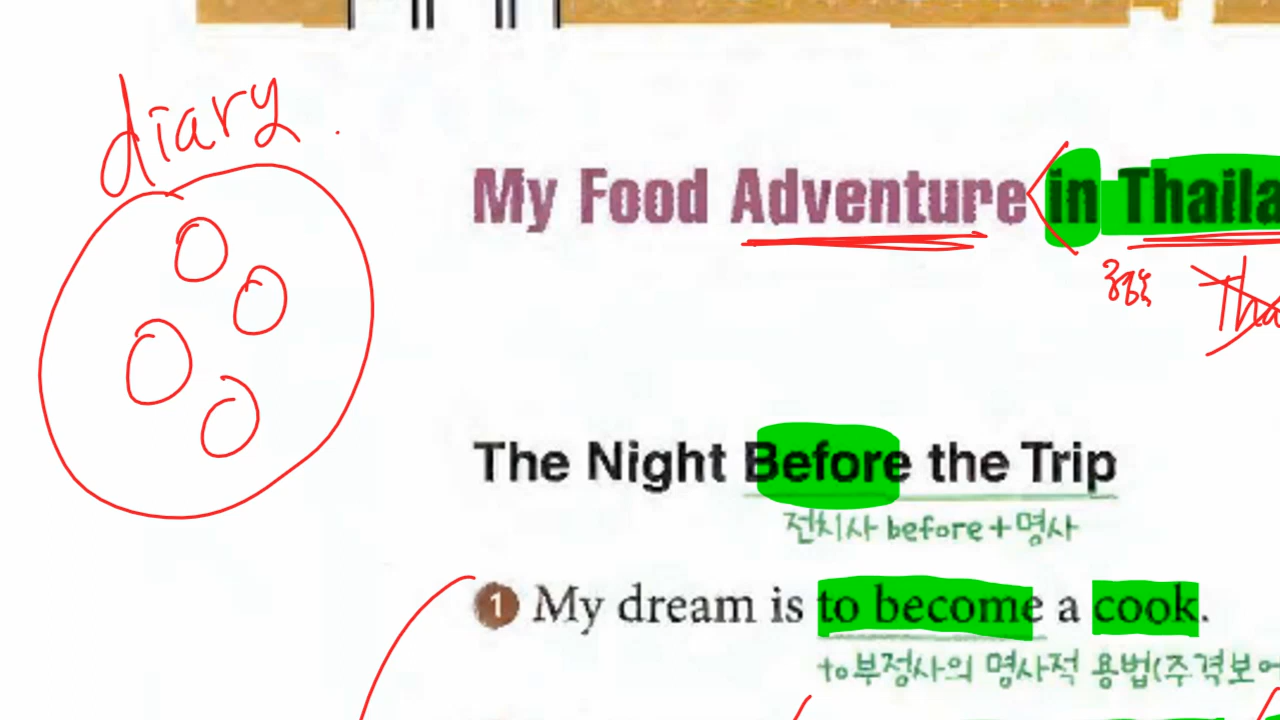 diary.
My Food Adventure in Thaila
Tha
The Night Before the Trip
전치사 before+명사
1 My dream is to become a cook.
to부정사의 명사적 용법(주격보어